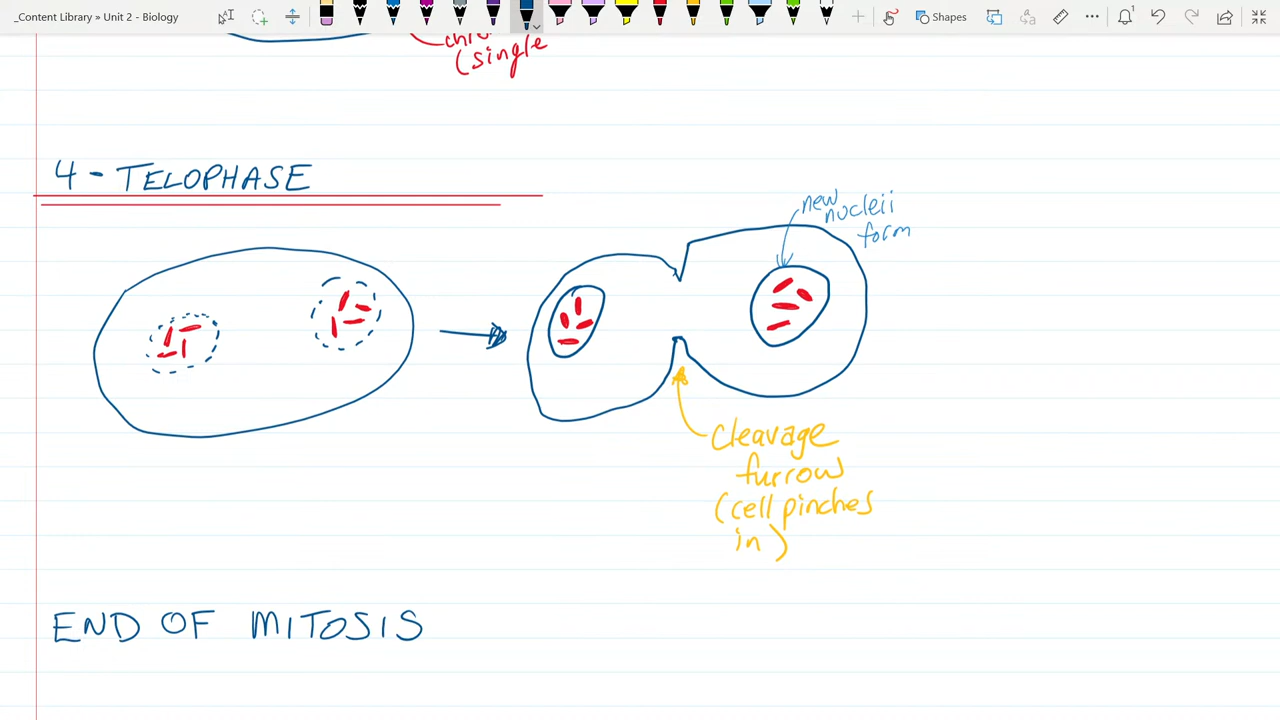 _Content Library » Unit 2 - Biology
Shapes
(single
4 - TELOPHASE
new
nucleii
form
cleavage
furrow
(cell pinches
in)
END OF MITOSIS